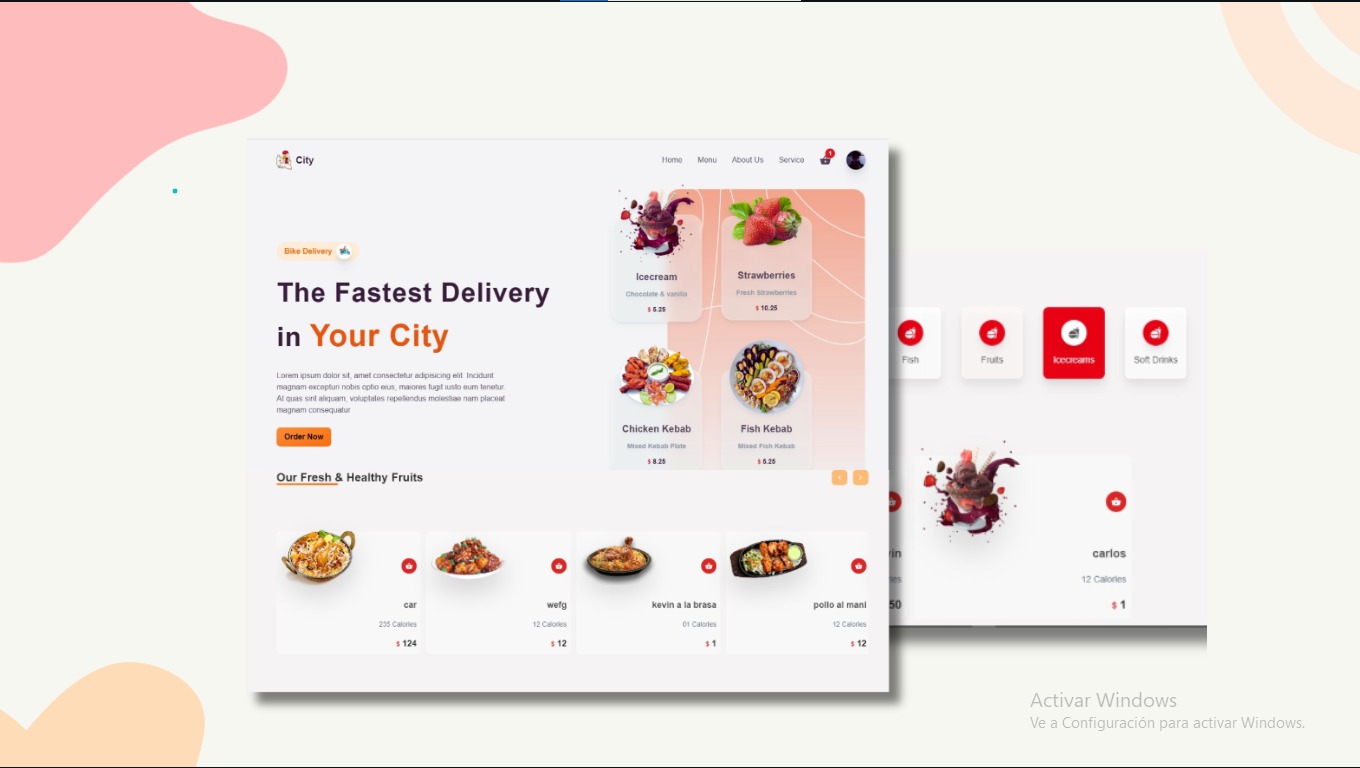 City
Home Menu About Us Service 1
Bike Delivery
The Fastest Delivery
in Your City
Lorem ipsum dolor sit, amet consectetur adipisicing elit. Incidunt
magnam excepturi nobis optio eus, maiores fugit iusto eum tenetur.
Al quas sint aliquam, voluptates repellendus molestiae nam placeat
magnam consequatur
Order Now
Icecream
Chocolate & vanilla
$ 5.25
Strawberries
Fresh Strawberries
$ 10.25
Chicken Kebab
Mixed Kebab Plate
$ 8.25
Fish Kebab
Mixed Fish Kebab
$ 5.25
Our Fresh & Healthy Fruits
car
235 Calories
$ 124
wefg
12 Calories
$ 12
kevin a la brasa
01 Calories
$ 1
pollo al mani
12 Calories
$ 12
Fish
Fruits
Icecreams
Soft Drinks
vin
ies
50
carlos
12 Calories
$ 1
Activar Windows
Ve a Configuración para activar Windows.